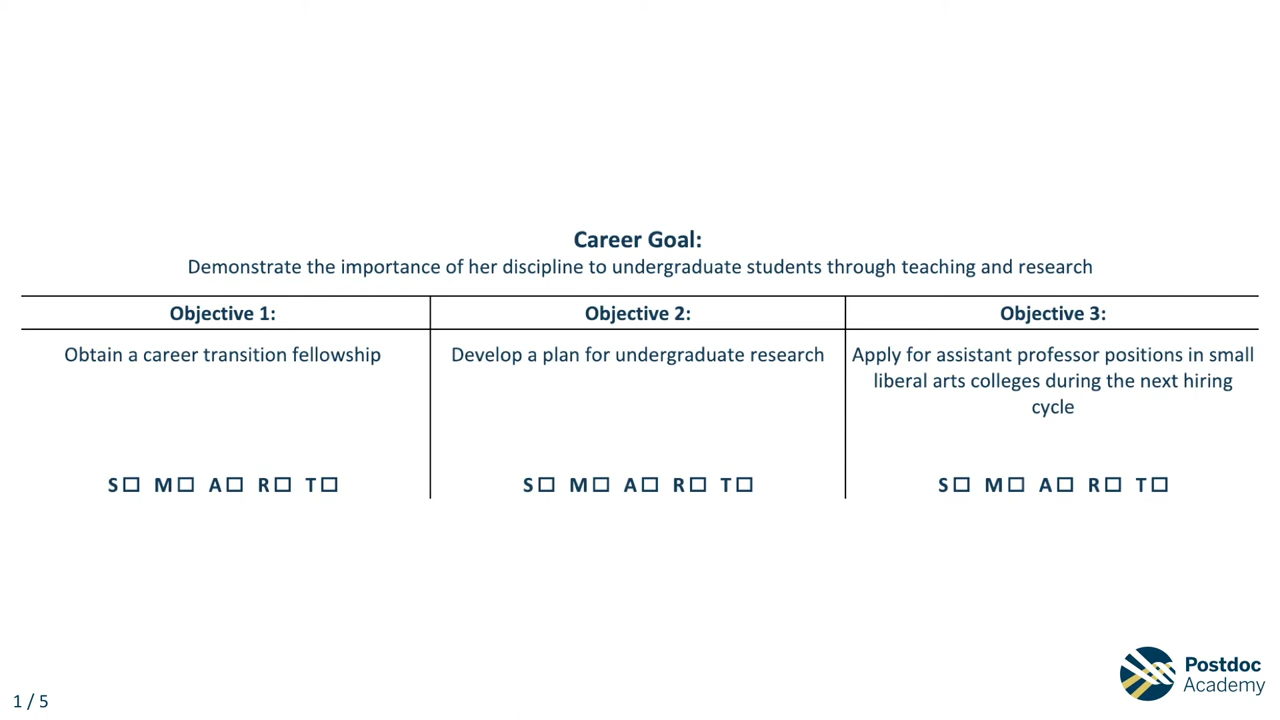 Career Goal:
Demonstrate the importance of her discipline to undergraduate students through teaching and research
Objective 1:
Objective 2:
Objective 3:
Obtain a career transition fellowship
Develop a plan for undergraduate research
Apply for assistant professor positions in small
liberal arts colleges during the next hiring
cycle
S☐ M☐ A☐ R☐ T☐
S☐ M☐ A☐ R☐ T☐
S☐ M☐ A☐ R☐ T☐
Postdoc
Academy
1 / 5